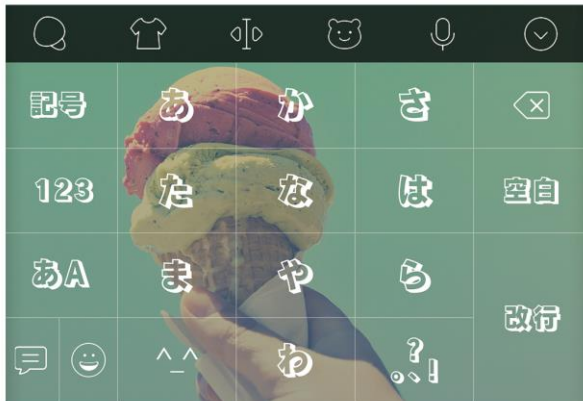 記号 あ か さ
123 た な は 空白
あA ま や ら
改行
^_^ わ 。、?!